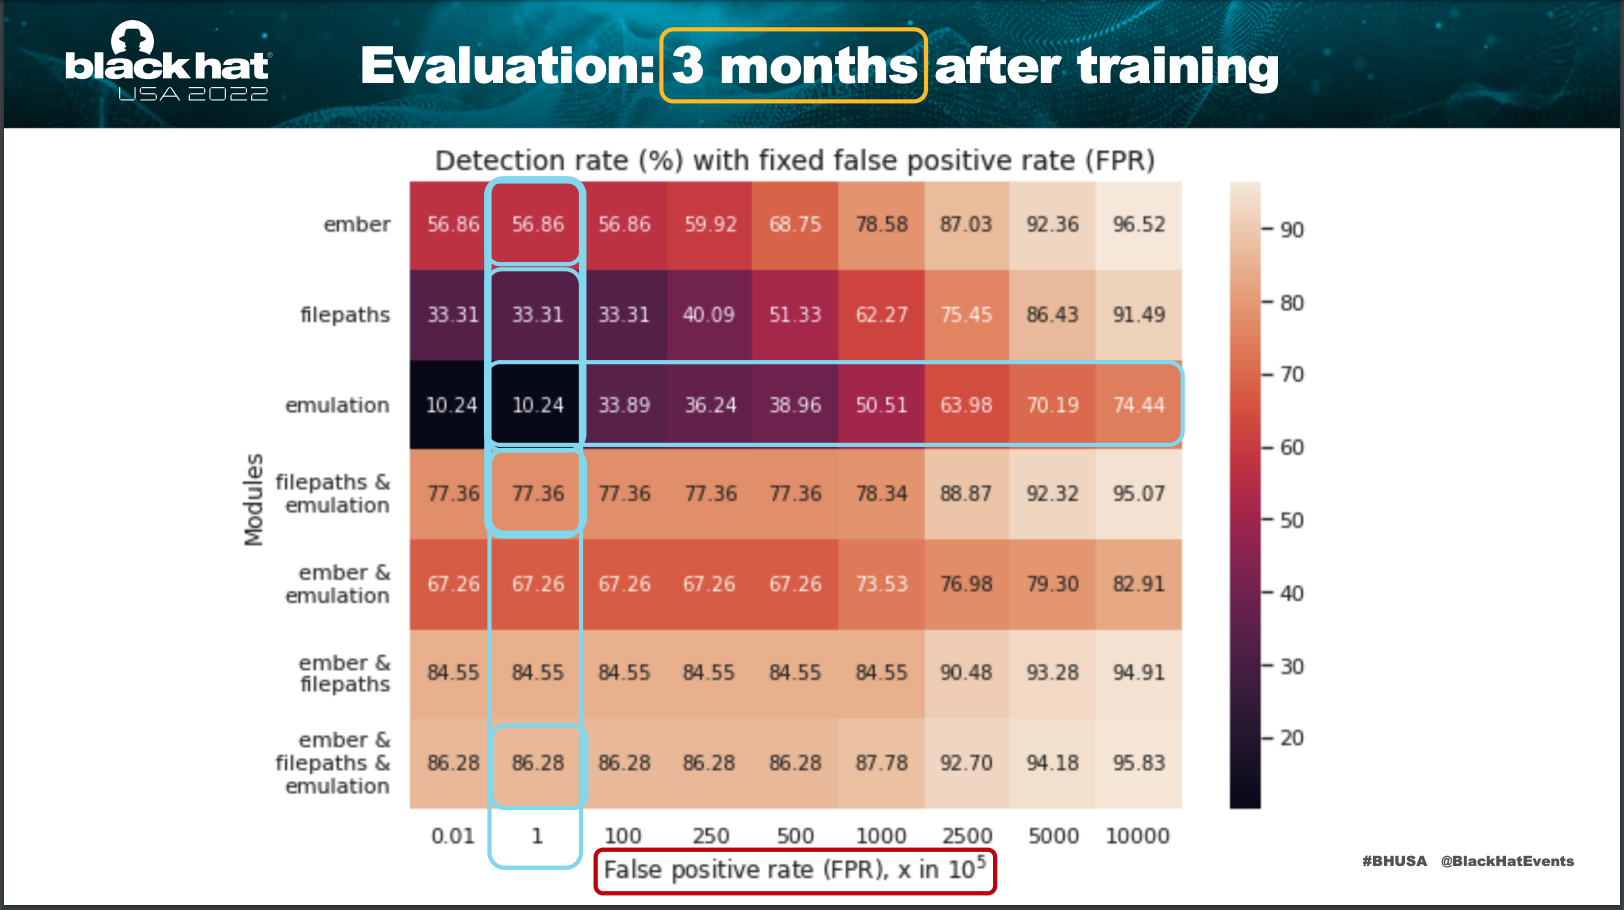 black hat
USA 2022
Evaluation: 3 months after training
Detection rate (%) with fixed false positive rate (FPR)
Modules
ember 56.86 56.86 56.86 59.92 68.75 78.58 87.03 92.36 96.52
filepaths 33.31 33.31 33.31 40.09 51.33 62.27 75.45 86.43 91.49
emulation 10.24 10.24 33.89 36.24 38.96 50.51 63.98 70.19 74.44
filepaths &
emulation 77.36 77.36 77.36 77.36 77.36 78.34 88.87 92.32 95.07
ember &
emulation 67.26 67.26 67.26 67.26 67.26 73.53 76.98 79.30 82.91
ember &
filepaths 84.55 84.55 84.55 84.55 84.55 84.55 90.48 93.28 94.91
ember &
filepaths &
emulation 86.28 86.28 86.28 86.28 86.28 87.78 92.70 94.18 95.83
0.01 1 100 250 500 1000 2500 5000 10000
False positive rate (FPR), x in 10⁵
90
80
70
60
50
40
30
20
#BHUSA @BlackHatEvents